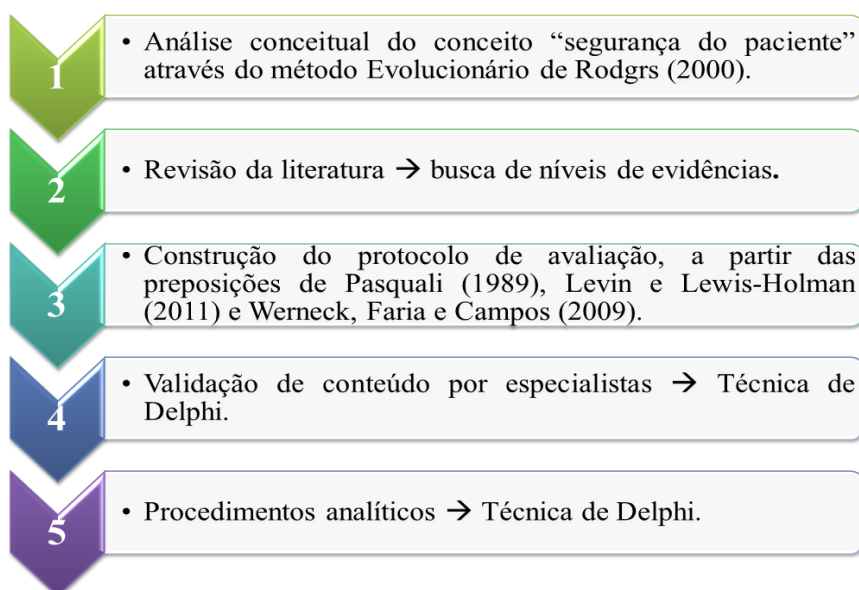 1
• Análise conceitual do conceito “segurança do paciente”
através do método Evolucionário de Rodgrs (2000).
2
• Revisão da literatura → busca de níveis de evidências.
3
• Construção do protocolo de avaliação, a partir das
preposições de Pasquali (1989), Levin e Lewis-Holman
(2011) e Werneck, Faria e Campos (2009).
4
• Validação de conteúdo por especialistas → Técnica de
Delphi.
5
• Procedimentos analíticos → Técnica de Delphi.